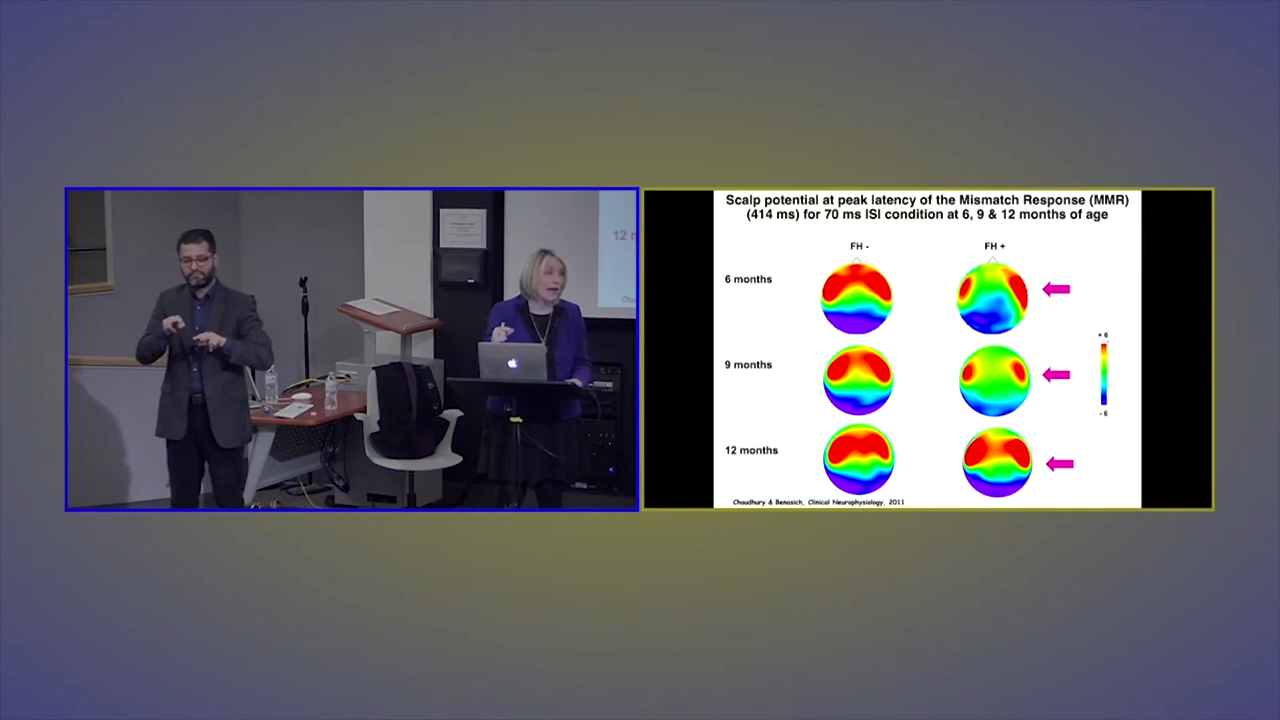 12
Scalp potential at peak latency of the Mismatch Response (MMR)
(414 ms) for 70 ms ISI condition at 6, 9 & 12 months of age
FH -
FH +
6 months
9 months
12 months
+ 6
- 6
Choudhury & Benasich, Clinical Neurophysiology, 2011